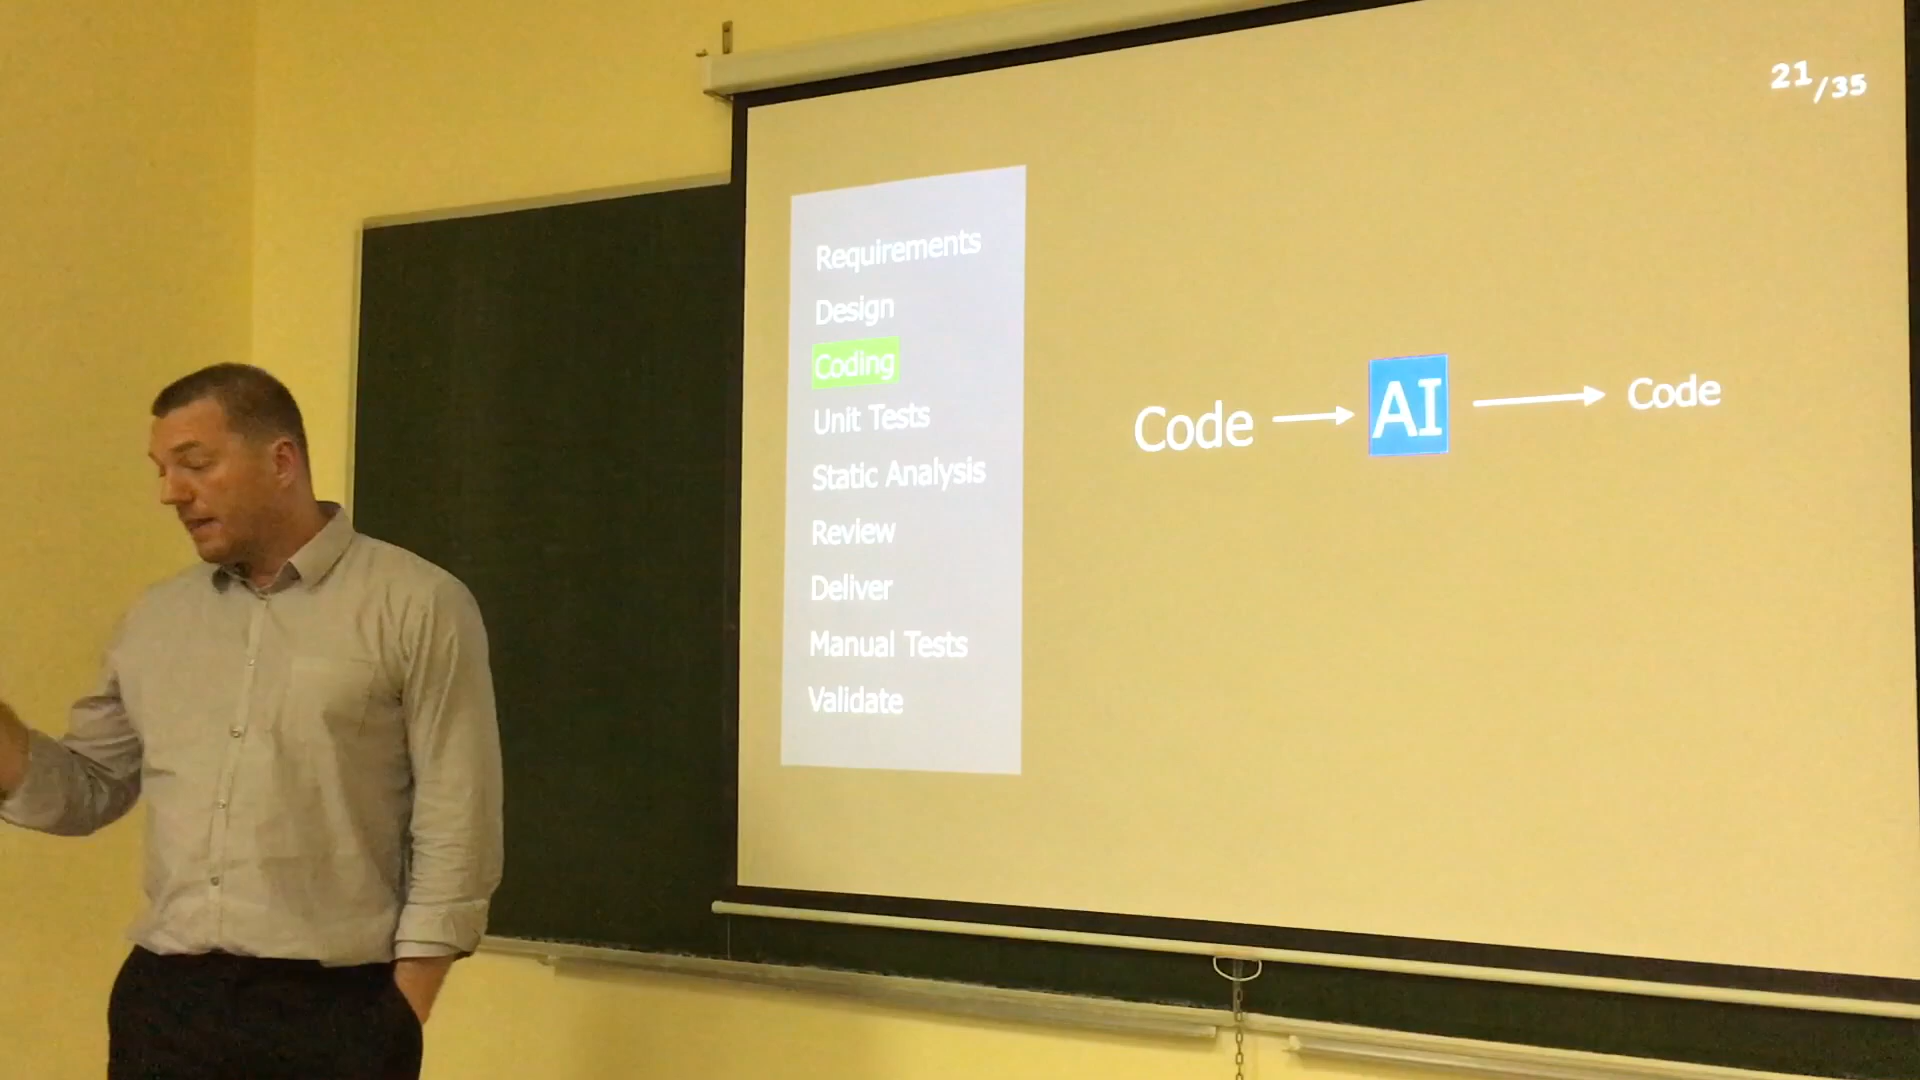 21/35
Requirements
Design
Coding
Unit Tests
Static Analysis
Review
Deliver
Manual Tests
Validate
Code → AI → Code